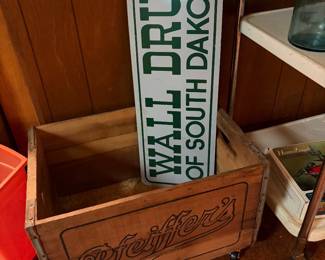 WALL DRU
OF SOUTH DAKO
Pfeiffer's